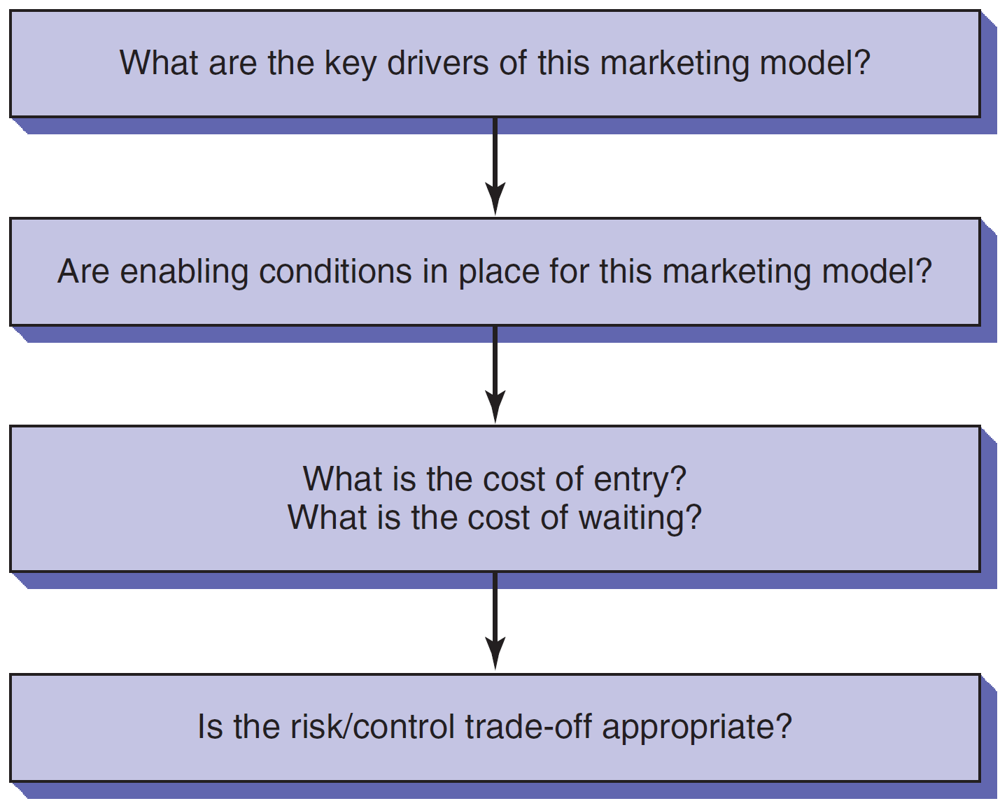 What are the key drivers of this marketing model?
Are enabling conditions in place for this marketing model?
What is the cost of entry?
What is the cost of waiting?
Is the risk/control trade-off appropriate?